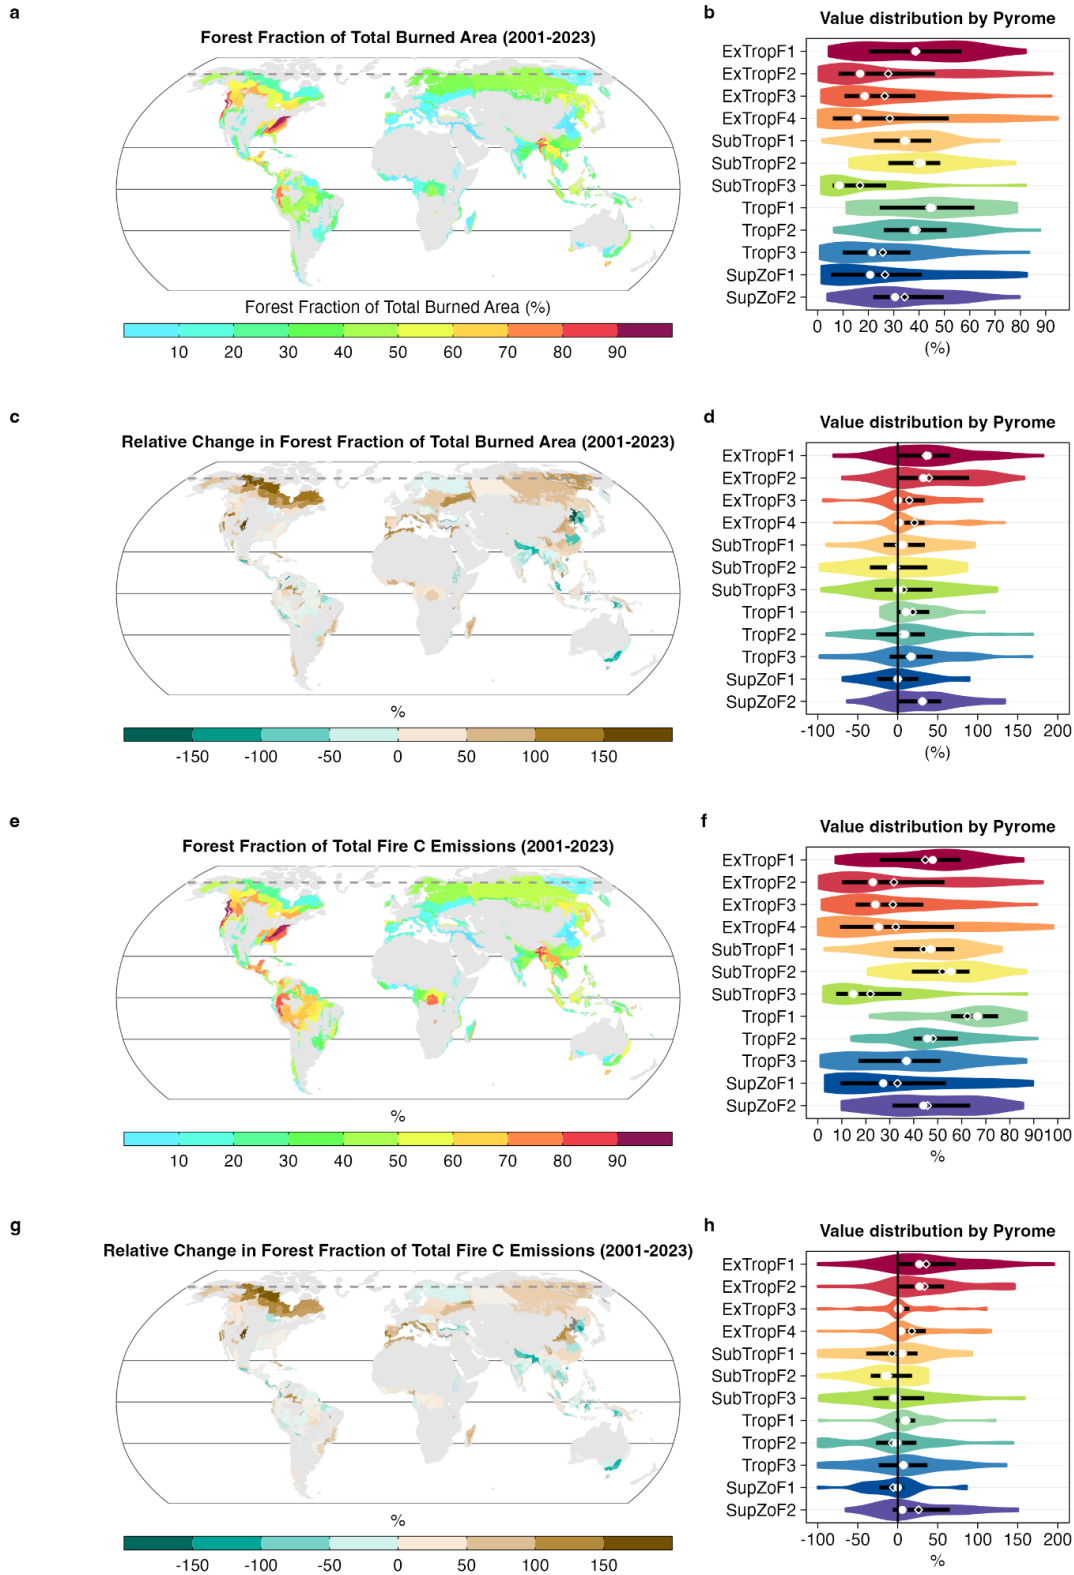 a
Forest Fraction of Total Burned Area (2001-2023)
Forest Fraction of Total Burned Area (%)
10 20 30 40 50 60 70 80 90
b
Value distribution by Pyrome
ExTropF1
ExTropF2
ExTropF3
ExTropF4
SubTropF1
SubTropF2
SubTropF3
TropF1
TropF2
TropF3
SupZoF1
SupZoF2
0 10 20 30 40 50 60 70 80 90
(%)
c
Relative Change in Forest Fraction of Total Burned Area (2001-2023)
%
-150 -100 -50 0 50 100 150
d
Value distribution by Pyrome
ExTropF1
ExTropF2
ExTropF3
ExTropF4
SubTropF1
SubTropF2
SubTropF3
TropF1
TropF2
TropF3
SupZoF1
SupZoF2
-100 -50 0 50 100 150 200
(%)
e
Forest Fraction of Total Fire C Emissions (2001-2023)
%
10 20 30 40 50 60 70 80 90
f
Value distribution by Pyrome
ExTropF1
ExTropF2
ExTropF3
ExTropF4
SubTropF1
SubTropF2
SubTropF3
TropF1
TropF2
TropF3
SupZoF1
SupZoF2
0 10 20 30 40 50 60 70 80 90 100
%
g
Relative Change in Forest Fraction of Total Fire C Emissions (2001-2023)
%
-150 -100 -50 0 50 100 150
h
Value distribution by Pyrome
ExTropF1
ExTropF2
ExTropF3
ExTropF4
SubTropF1
SubTropF2
SubTropF3
TropF1
TropF2
TropF3
SupZoF1
SupZoF2
-100 -50 0 50 100 150 200
%